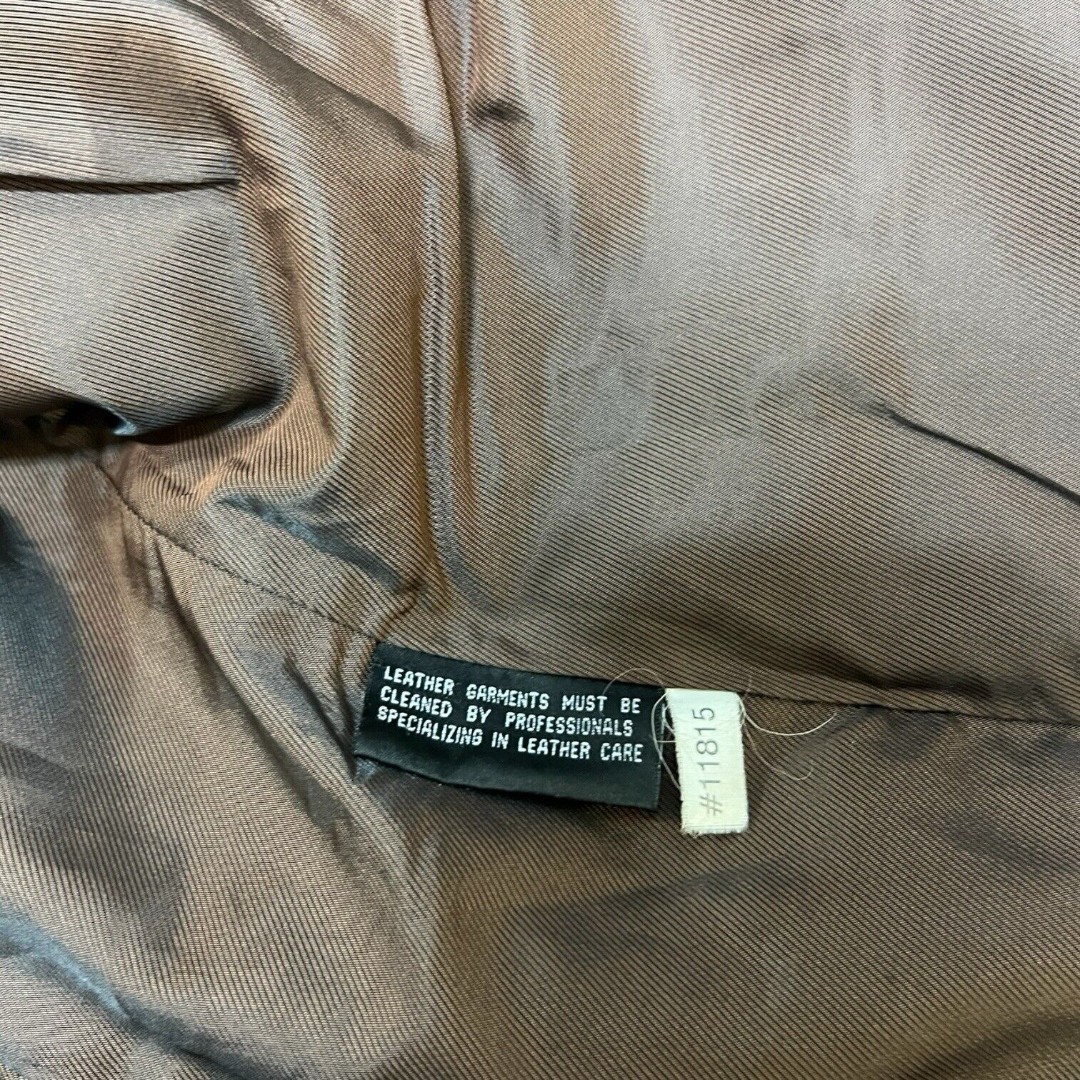 LEATHER GARMENTS MUST BE
CLEANED BY PROFESSIONALS
SPECIALIZING IN LEATHER CARE
#11815